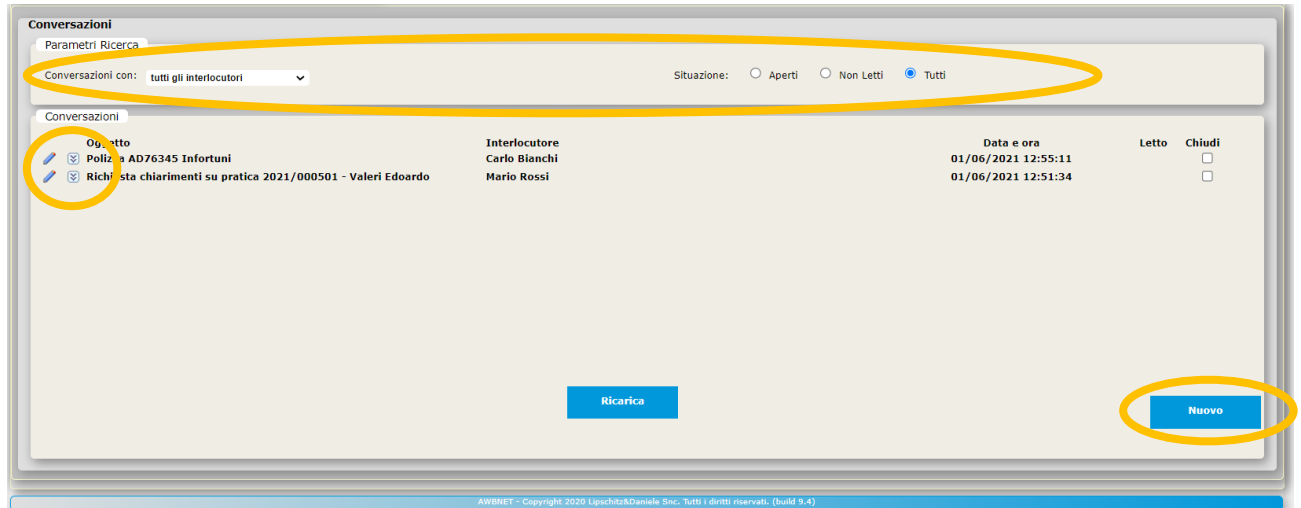 Conversazioni
Parametri Ricerca
Conversazioni con: tutti gli interlocutori Situazione: Aperti Non Letti Tutti
Conversazioni
Oggetto Interlocutore Data e ora Letto Chiudi
Polizza AD76345 Infortuni Carlo Bianchi 01/06/2021 12:55:11
Richiesta chiarimenti su pratica 2021/000501 - Valeri Edoardo Mario Rossi 01/06/2021 12:51:34
Ricarica
Nuovo
AWBNET - Copyright 2020 Lipschitz&Daniele Snc. Tutti i diritti riservati. (build 9.4)